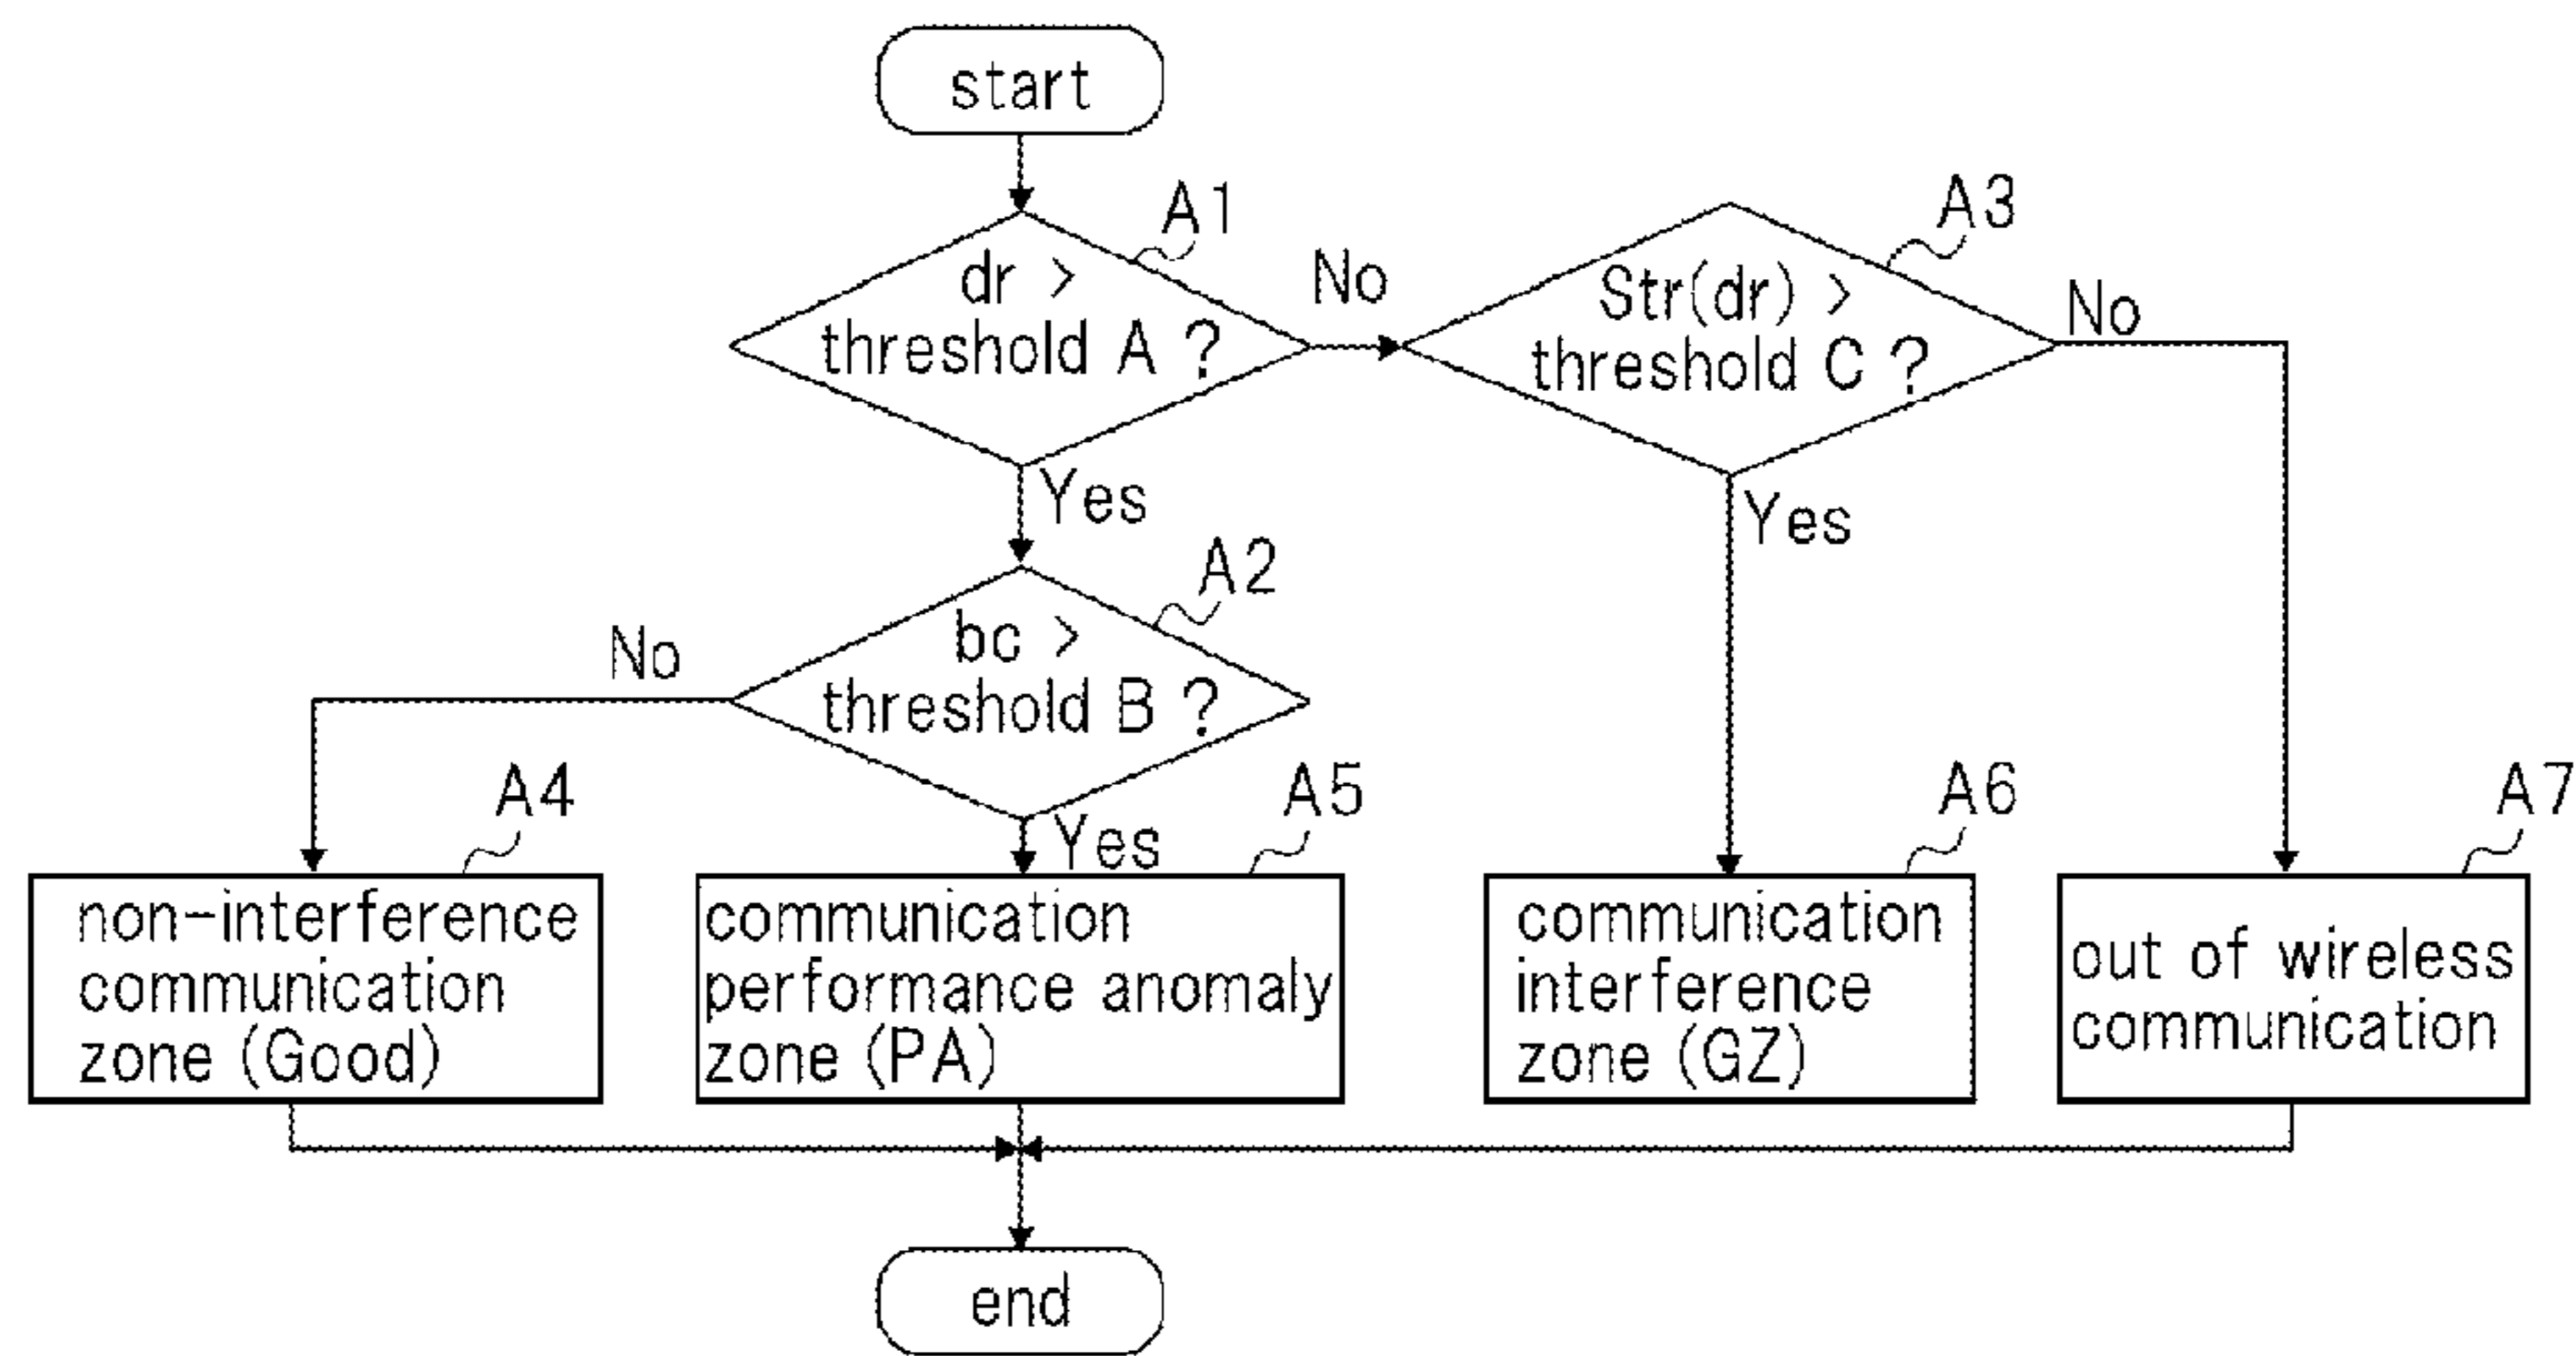 start
A1
dr >
threshold A ?
No
Yes
A3
Str(dr) >
threshold C ?
No
Yes
A2
bc >
threshold B ?
No
Yes
A4
non-interference
communication
zone (Good)
A5
communication
performance anomaly
zone (PA)
A6
communication
interference
zone (GZ)
A7
out of wireless
communication
end